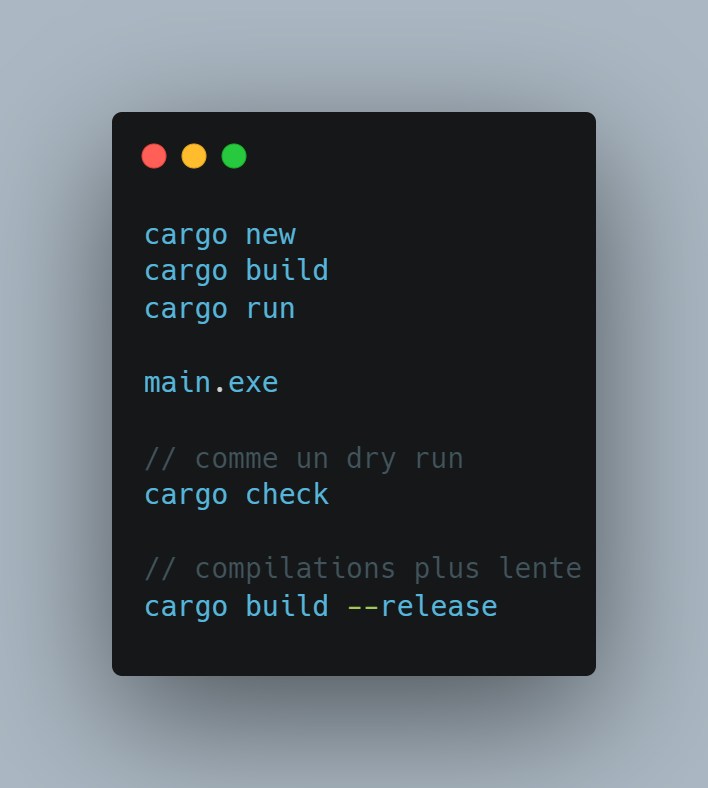 cargo new
cargo build
cargo run
main.exe
// comme un dry run
cargo check
// compilations plus lente
cargo build --release